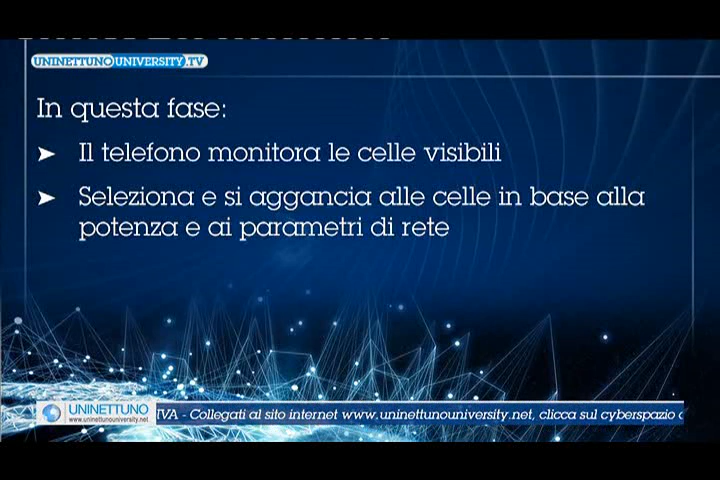 UNINETTUNOUNIVERSITY.TV
In questa fase:
➤ Il telefono monitora le celle visibili
➤ Seleziona e si aggancia alle celle in base alla
potenza e ai parametri di rete
UNINETTUNO
www.uninettunouniversity.net
IVA - Collegati al sito internet www.uninettunouniversity.net, clicca sul cyberspazio